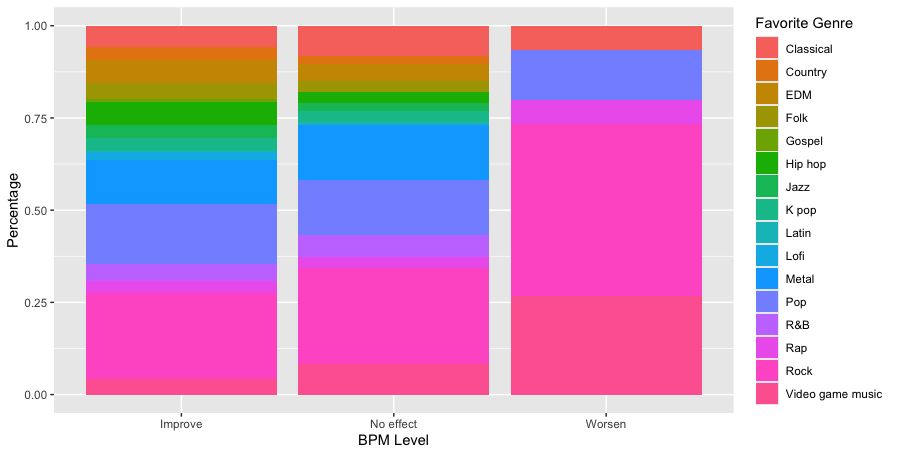 1.00
0.75
0.50
0.25
0.00
Percentage
Improve
No effect
Worsen
BPM Level
Favorite Genre
Classical
Country
EDM
Folk
Gospel
Hip hop
Jazz
K pop
Latin
Lofi
Metal
Pop
R&B
Rap
Rock
Video game music